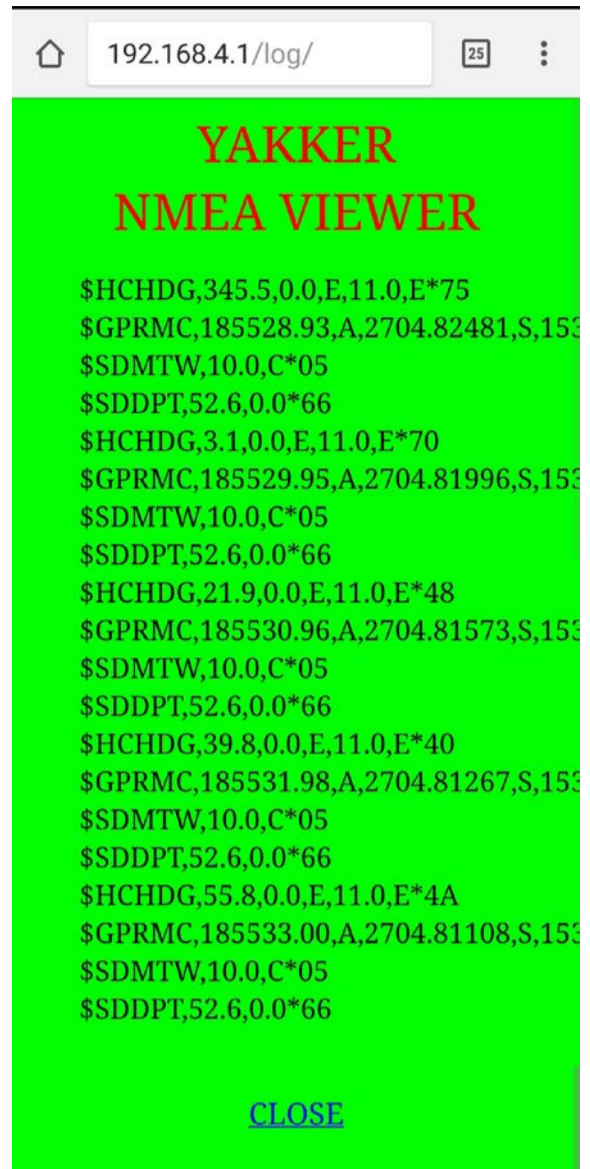 192.168.4.1/log/
25
YAKKER
NMEA VIEWER
$HCHDG,345.5,0.0,E,11.0,E*75
$GPRMC,185528.93,A,2704.82481,S,153
$SDMTW,10.0,C*05
$SDDPT,52.6,0.0*66
$HCHDG,3.1,0.0,E,11.0,E*70
$GPRMC,185529.95,A,2704.81996,S,153
$SDMTW,10.0,C*05
$SDDPT,52.6,0.0*66
$HCHDG,21.9,0.0,E,11.0,E*48
$GPRMC,185530.96,A,2704.81573,S,153
$SDMTW,10.0,C*05
$SDDPT,52.6,0.0*66
$HCHDG,39.8,0.0,E,11.0,E*40
$GPRMC,185531.98,A,2704.81267,S,153
$SDMTW,10.0,C*05
$SDDPT,52.6,0.0*66
$HCHDG,55.8,0.0,E,11.0,E*4A
$GPRMC,185533.00,A,2704.81108,S,153
$SDMTW,10.0,C*05
$SDDPT,52.6,0.0*66
CLOSE